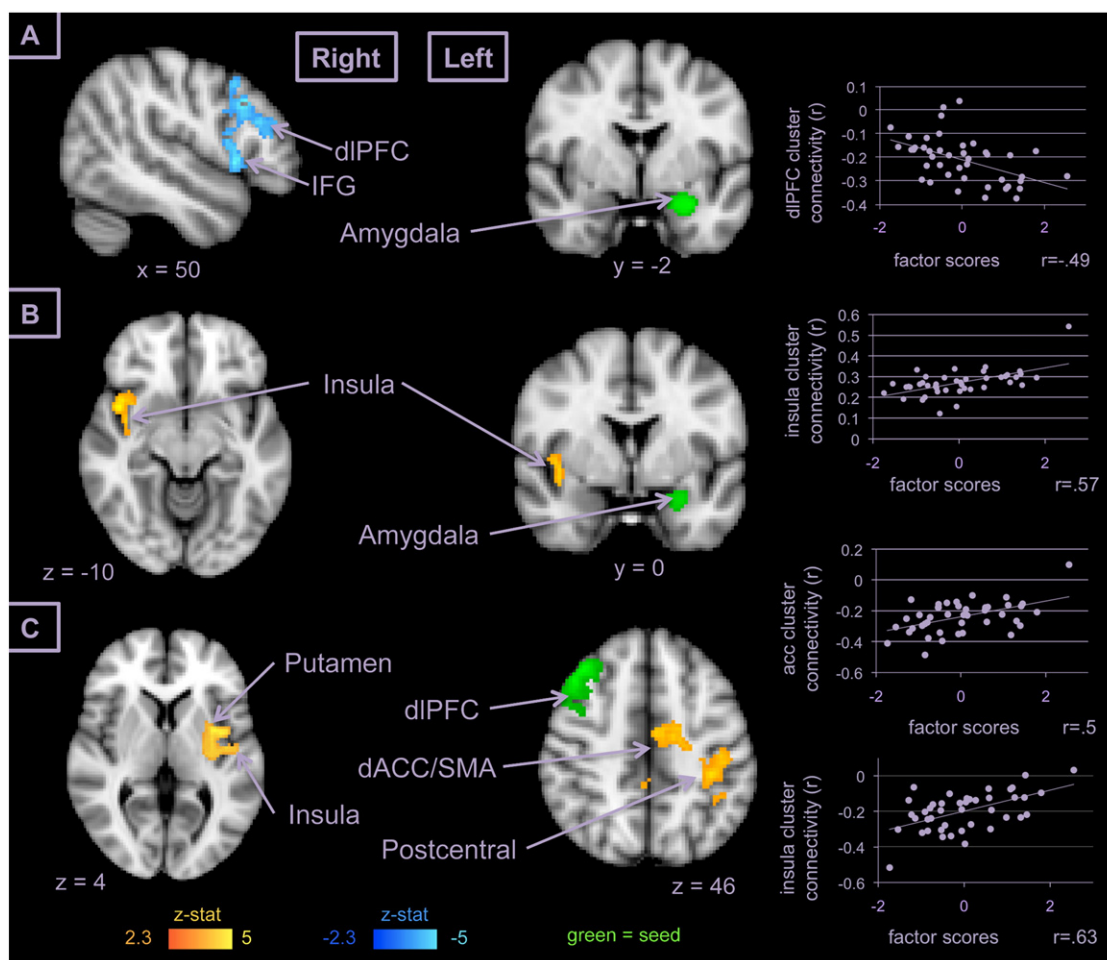 A
Right
Left
dlPFC
IFG
Amygdala
x = 50
y = -2
dlPFC cluster
connectivity (r)
0.1
0
-0.1
-0.2
-0.3
-0.4
-2
0
2
factor scores
r=-.49
B
Insula
Amygdala
z = -10
y = 0
insula cluster
connectivity (r)
0.6
0.5
0.4
0.3
0.2
0.1
0
-2
0
2
factor scores
r=.57
C
Putamen
Insula
z = 4
dlPFC
dACC/SMA
Postcentral
z = 46
acc cluster
connectivity (r)
0.2
0
-0.2
-0.4
-0.6
-2
0
2
factor scores
r=.5
insula cluster
connectivity (r)
0
-0.2
-0.4
-0.6
-2
0
2
factor scores
r=.63
z-stat
2.3
5
z-stat
-2.3
-5
green = seed